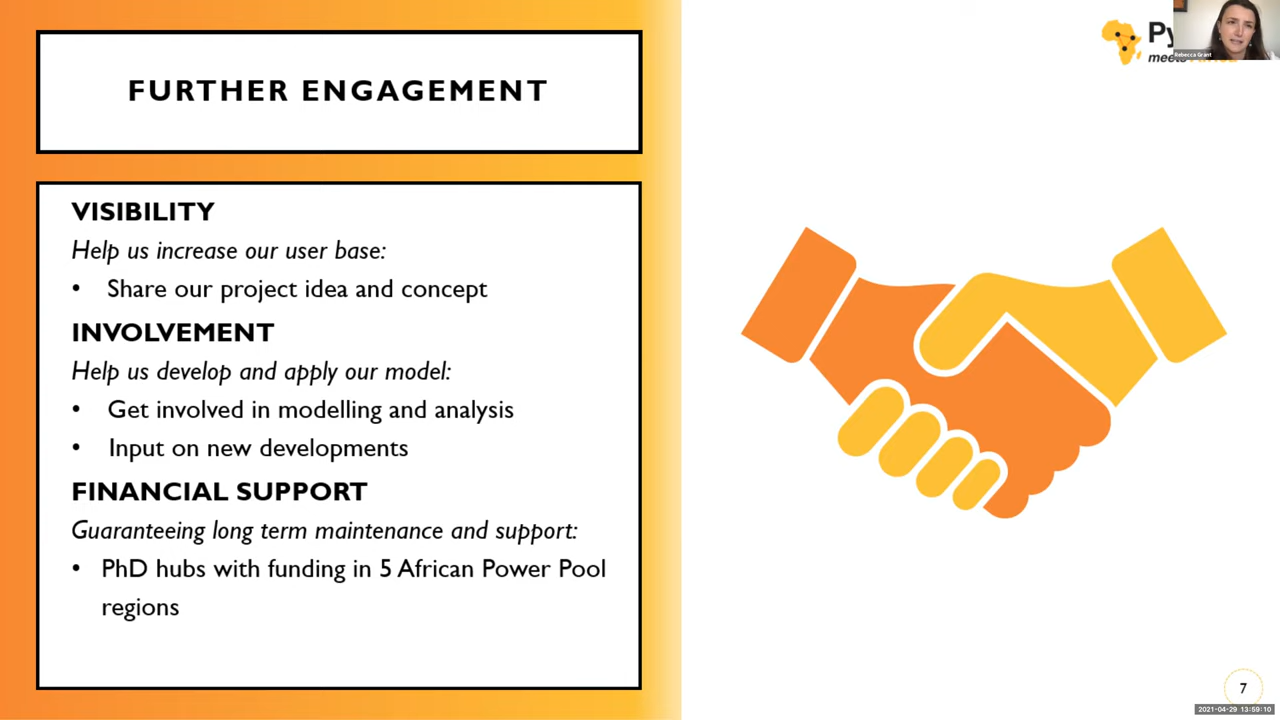 FURTHER ENGAGEMENT
VISIBILITY
Help us increase our user base:
• Share our project idea and concept
INVOLVEMENT
Help us develop and apply our model:
• Get involved in modelling and analysis
• Input on new developments
FINANCIAL SUPPORT
Guaranteeing long term maintenance and support:
• PhD hubs with funding in 5 African Power Pool
regions
Rebecca Grant
7
2021-04-29 13:59:10